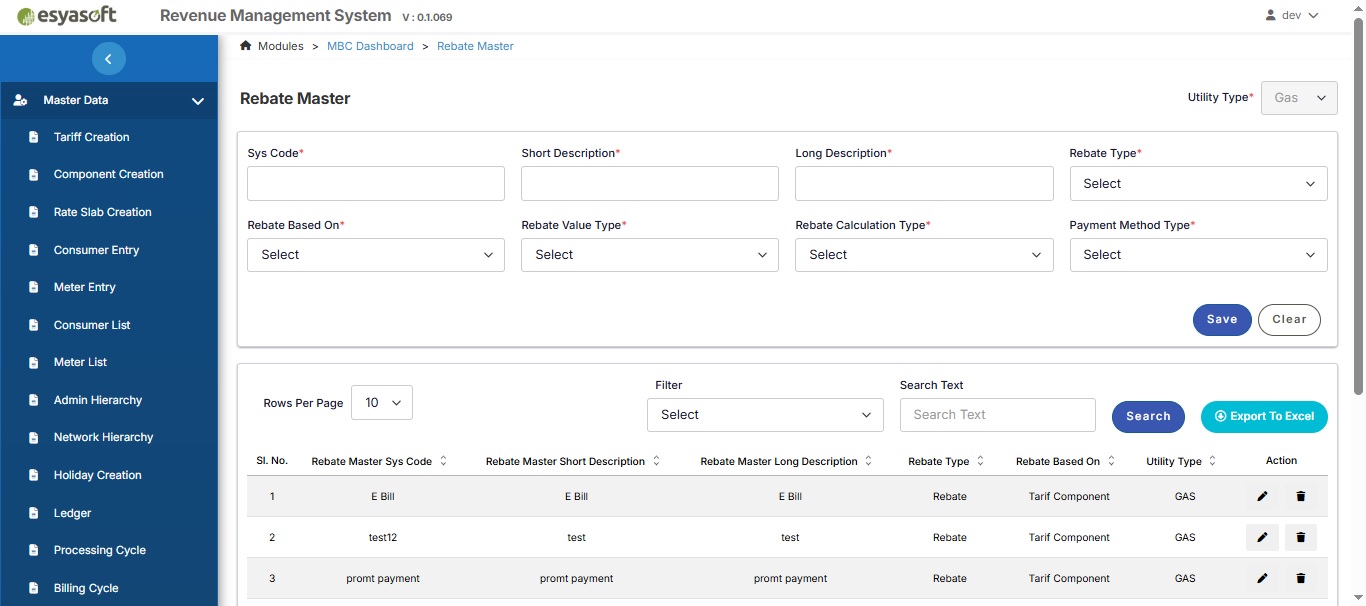 esyasoft Revenue Management System V : 0.1.069 dev
Modules > MBC Dashboard > Rebate Master
Master Data
Tariff Creation
Component Creation
Rate Slab Creation
Consumer Entry
Meter Entry
Consumer List
Meter List
Admin Hierarchy
Network Hierarchy
Holiday Creation
Ledger
Processing Cycle
Billing Cycle
Rebate Master Utility Type* Gas
Sys Code* Short Description* Long Description* Rebate Type*
Select
Rebate Based On* Rebate Value Type* Rebate Calculation Type* Payment Method Type*
Select Select Select Select
Save Clear
Filter Search Text
Rows Per Page 10 Select Search Text Search Export To Excel
Sl. No. Rebate Master Sys Code Rebate Master Short Description Rebate Master Long Description Rebate Type Rebate Based On Utility Type Action
1 E Bill E Bill E Bill Rebate Tarif Component GAS
2 test12 test test Rebate Tarif Component GAS
3 promt payment promt payment promt payment Rebate Tarif Component GAS